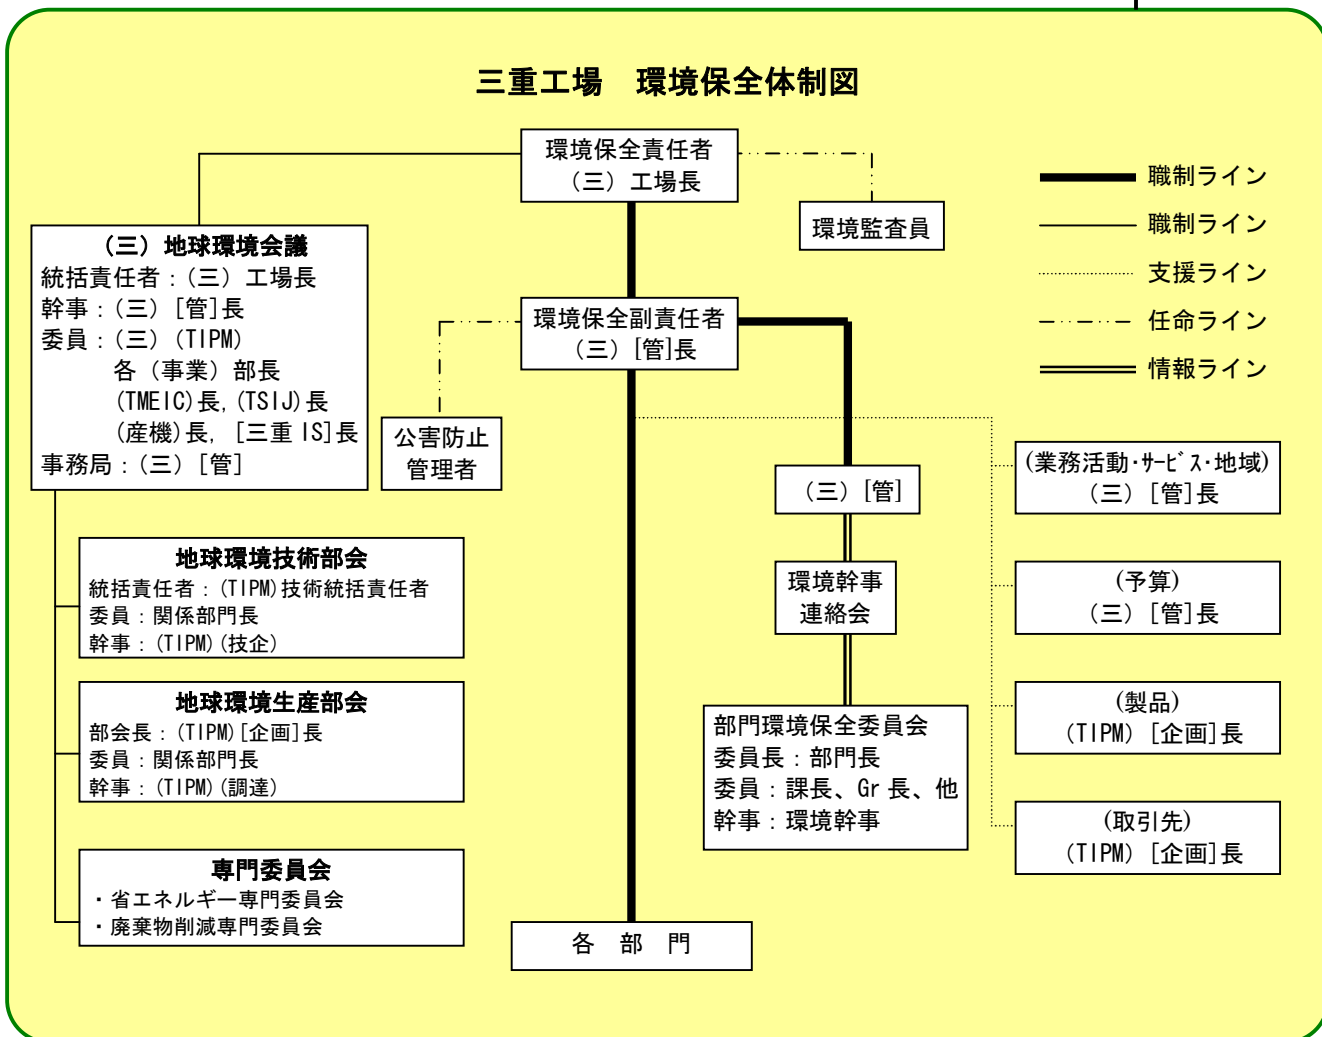 三重工場　環境保全体制図
環境保全責任者
（三）工場長
環境監査員
職制ライン
職制ライン
支援ライン
任命ライン
情報ライン
（三）地球環境会議
統括責任者：（三）工場長
幹事：（三）［管］長
委員：（三）（TIPM）
各（事業）部長
（TMEIC）長，（TSIJ）長
（産機）長，［三重IS］長
事務局：（三）［管］
環境保全副責任者
（三）［管］長
公害防止
管理者
（三）［管］
環境幹事
連絡会
部門環境保全委員会
委員長：部門長
委員：課長、Gr長、他
幹事：環境幹事
（業務活動・ｻｰﾋﾞｽ・地域）
（三）［管］長
（予算）
（三）［管］長
（製品）
（TIPM）［企画］長
（取引先）
（TIPM）［企画］長
地球環境技術部会
統括責任者：（TIPM）技術統括責任者
委員：関係部門長
幹事：（TIPM）（技企）
地球環境生産部会
部会長：（TIPM）［企画］長
委員：関係部門長
幹事：（TIPM）（調達）
専門委員会
・省エネルギー専門委員会
・廃棄物削減専門委員会
各　部　門